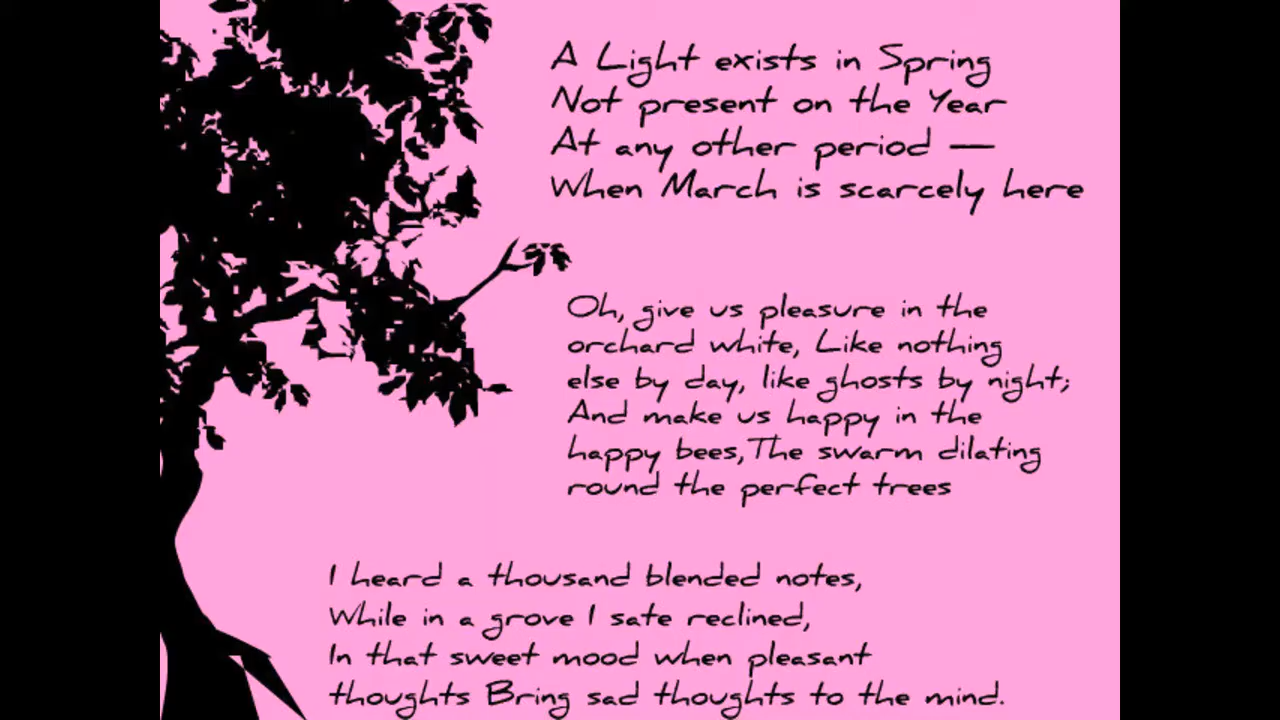 A Light exists in Spring
Not present on the Year
At any other period —
When March is scarcely here
Oh, give us pleasure in the
orchard white, Like nothing
else by day, like ghosts by night;
And make us happy in the
happy bees,The swarm dilating
round the perfect trees
I heard a thousand blended notes,
While in a grove I sate reclined,
In that sweet mood when pleasant
thoughts Bring sad thoughts to the mind.